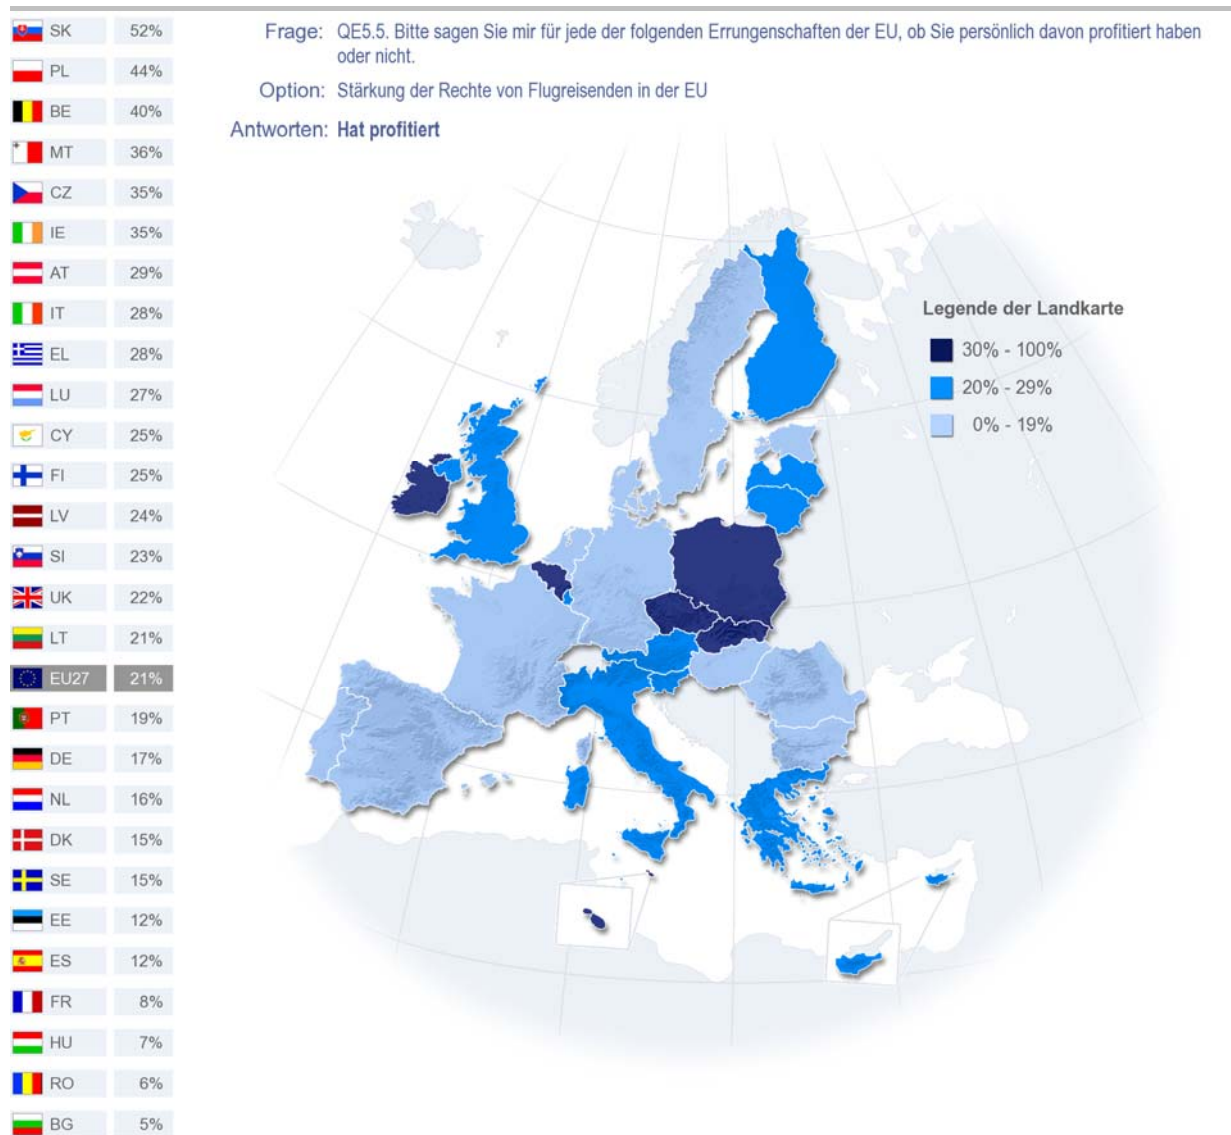 Frage: QE5.5. Bitte sagen Sie mir für jede der folgenden Errungenschaften der EU, ob Sie persönlich davon profitiert haben
oder nicht.
Option: Stärkung der Rechte von Flugreisenden in der EU
Antworten: Hat profitiert
SK 52%
PL 44%
BE 40%
MT 36%
CZ 35%
IE 35%
AT 29%
IT 28%
EL 28%
LU 27%
CY 25%
FI 25%
LV 24%
SI 23%
UK 22%
LT 21%
EU27 21%
PT 19%
DE 17%
NL 16%
DK 15%
SE 15%
EE 12%
ES 12%
FR 8%
HU 7%
RO 6%
BG 5%
Legende der Landkarte
30% - 100%
20% - 29%
0% - 19%